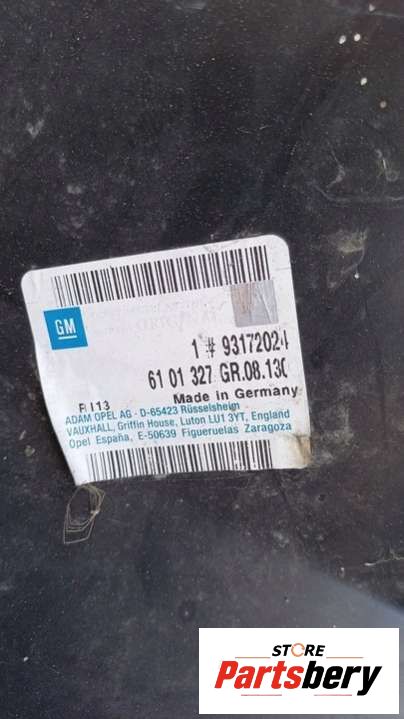 GM
1 # 93172024
61 01 327 GR.08.130
Made in Germany
ADAM OPEL AG - D-65423 Rüsselsheim
VAUXHALL, Griffin House, Luton LU1 3YT, England
Opel España, E-50639 Figueruelas Zaragoza
STORE
Partsbery